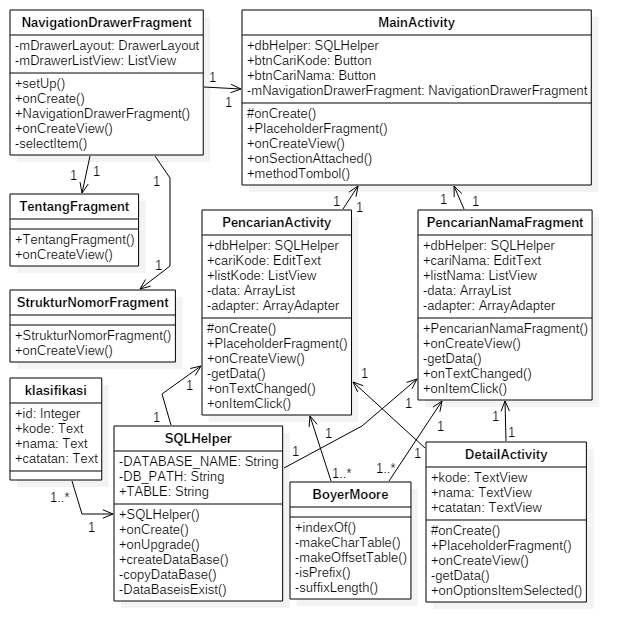 NavigationDrawerFragment
-mDrawerLayout: DrawerLayout
-mDrawerListView: ListView
+setUp()
+onCreate()
+NavigationDrawerFragment()
+onCreateView()
-selectItem()
1
1
MainActivity
+dbHelper: SQLHelper
+btnCariKode: Button
+btnCariNama: Button
-mNavigationDrawerFragment: NavigationDrawerFragment
#onCreate()
+PlaceholderFragment()
+onCreateView()
+onSectionAttached()
+methodTombol()
1
1
1
1
1
1
1
1
TentangFragment
+TentangFragment()
+onCreateView()
StrukturNomorFragment
+StrukturNomorFragment()
+onCreateView()
PencarianActivity
+dbHelper: SQLHelper
+cariKode: EditText
+listKode: ListView
-data: ArrayList
-adapter: ArrayAdapter
#onCreate()
+PlaceholderFragment()
+onCreateView()
-getData()
+onTextChanged()
+onItemClick()
PencarianNamaFragment
+dbHelper: SQLHelper
+cariNama: EditText
+listNama: ListView
-data: ArrayList
-adapter: ArrayAdapter
+PencarianNamaFragment()
+onCreateView()
-getData()
+onTextChanged()
+onItemClick()
klasifikasi
+id: Integer
+kode: Text
+nama: Text
+catatan: Text
1..*
1
1
1
SQLHelper
-DATABASE_NAME: String
-DB_PATH: String
+TABLE: String
+SQLHelper()
+onCreate()
+onUpgrade()
+createDataBase()
-copyDataBase()
-DataBaseisExist()
1
1
1
1..*
1
1..*
1
1
1
1
BoyerMoore
+indexOf()
-makeCharTable()
-makeOffsetTable()
-isPrefix()
-suffixLength()
DetailActivity
+kode: TextView
+nama: TextView
+catatan: TextView
#onCreate()
+PlaceholderFragment()
+onCreateView()
-getData()
+onOptionsItemSelected()